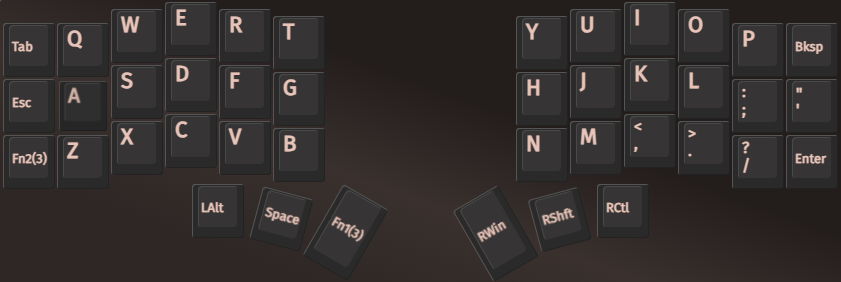 Tab Q W E R T Y U I O P Bksp
Esc A S D F G H J K L : ; " '
Fn2(3) Z X C V B N M < , > . ? / Enter
LAlt Space Fn1(3) RWin RShft RCtl